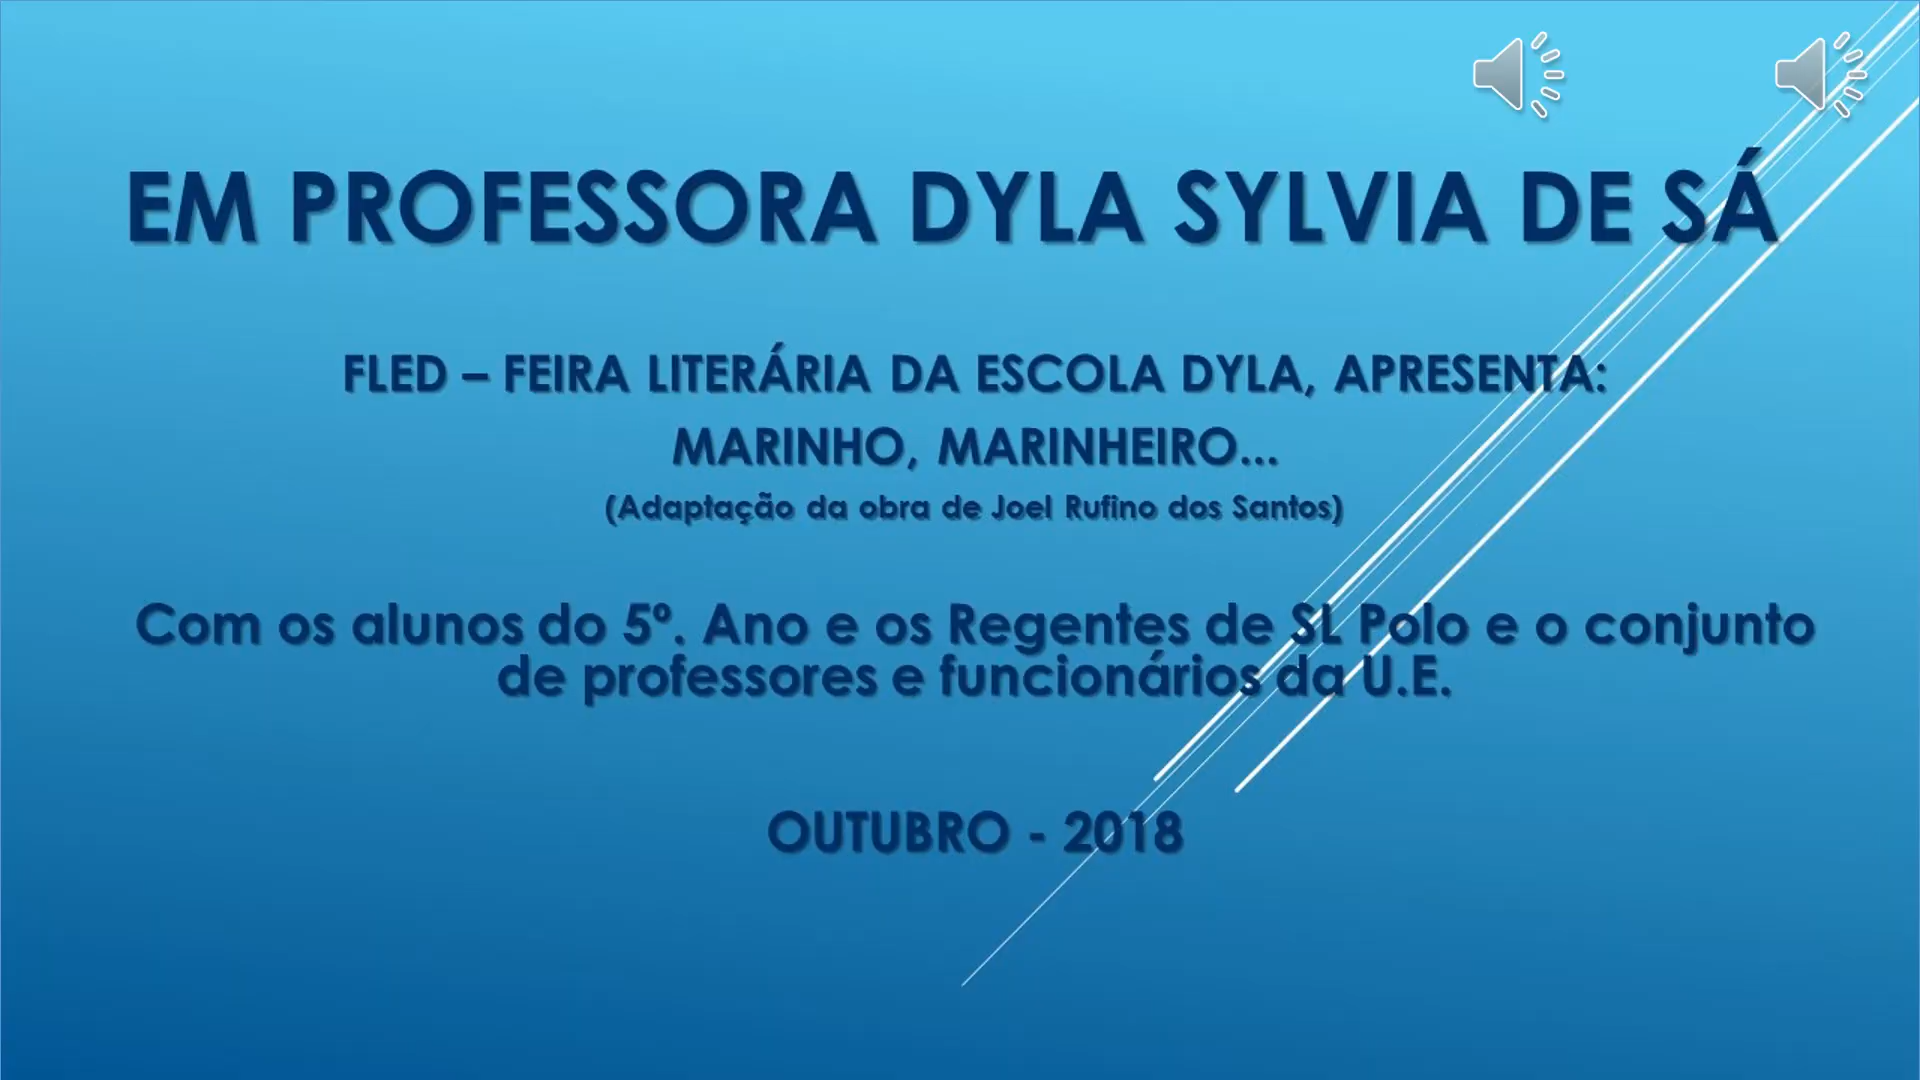 EM PROFESSORA DYLA SYLVIA DE SÁ
FLED – FEIRA LITERÁRIA DA ESCOLA DYLA, APRESENTA:
MARINHO, MARINHEIRO...
(Adaptação da obra de Joel Rufino dos Santos)
Com os alunos do 5º. Ano e os Regentes de SL Polo e o conjunto
de professores e funcionários da U.E.
OUTUBRO - 2018